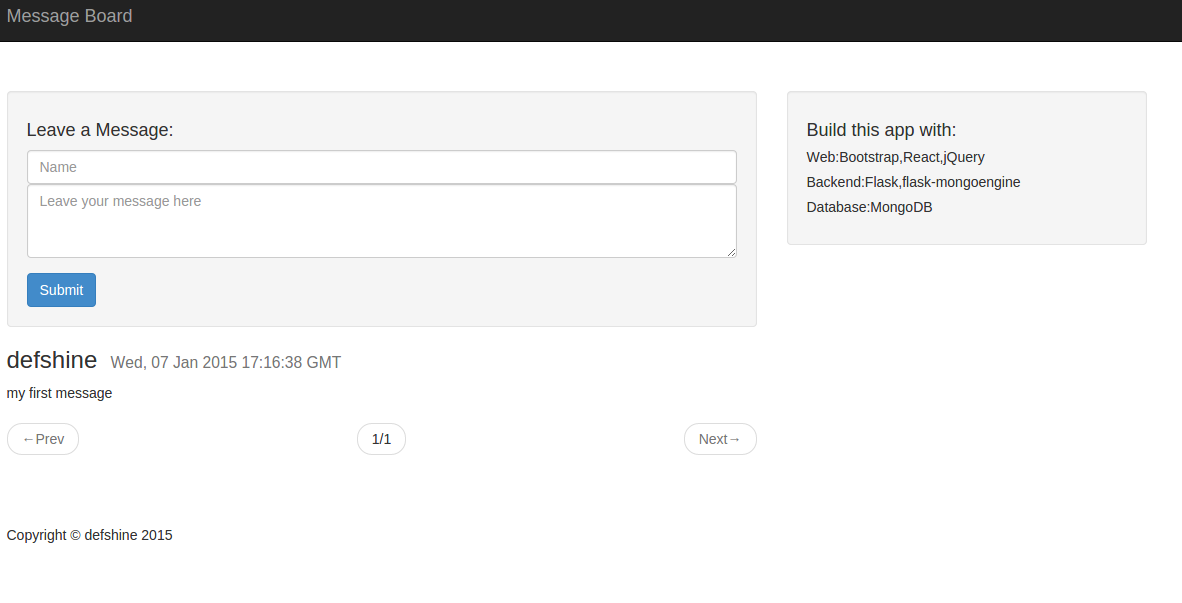 Message Board
Leave a Message:
Name
Leave your message here
Submit
Build this app with:
Web:Bootstrap,React,jQuery
Backend:Flask,flask-mongoengine
Database:MongoDB
defshine Wed, 07 Jan 2015 17:16:38 GMT
my first message
←Prev 1/1 Next→
Copyright © defshine 2015